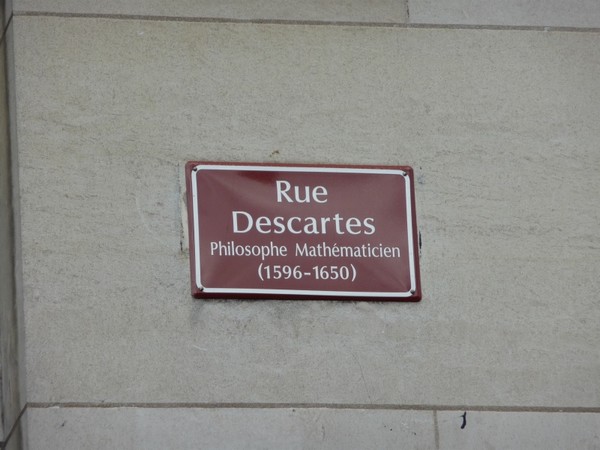 Rue
Descartes
Philosophe Mathématicien
(1596-1650)